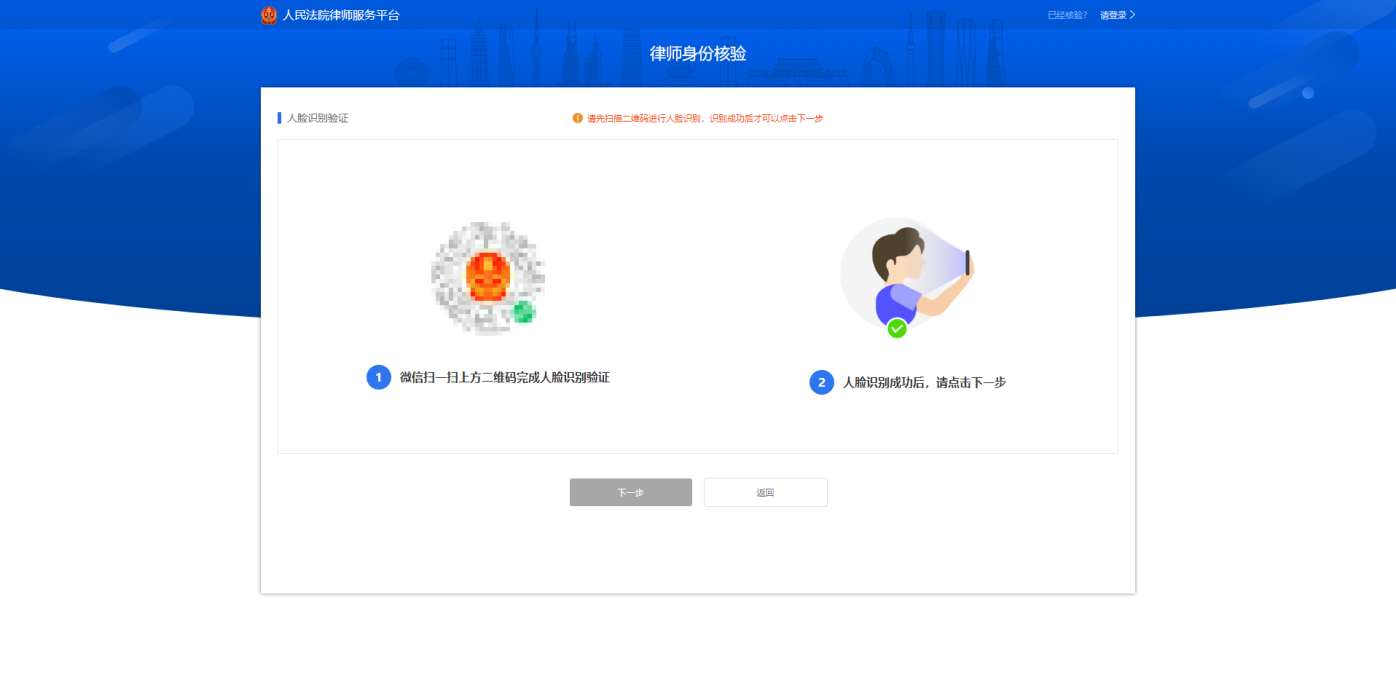 人民法院律师服务平台
已经核验? 请登录
律师身份核验
人脸识别验证
请先扫描二维码进行人脸识别，识别成功后才可以点击下一步
1 微信扫一扫上方二维码完成人脸识别验证
2 人脸识别成功后，请点击下一步
下一步
返回